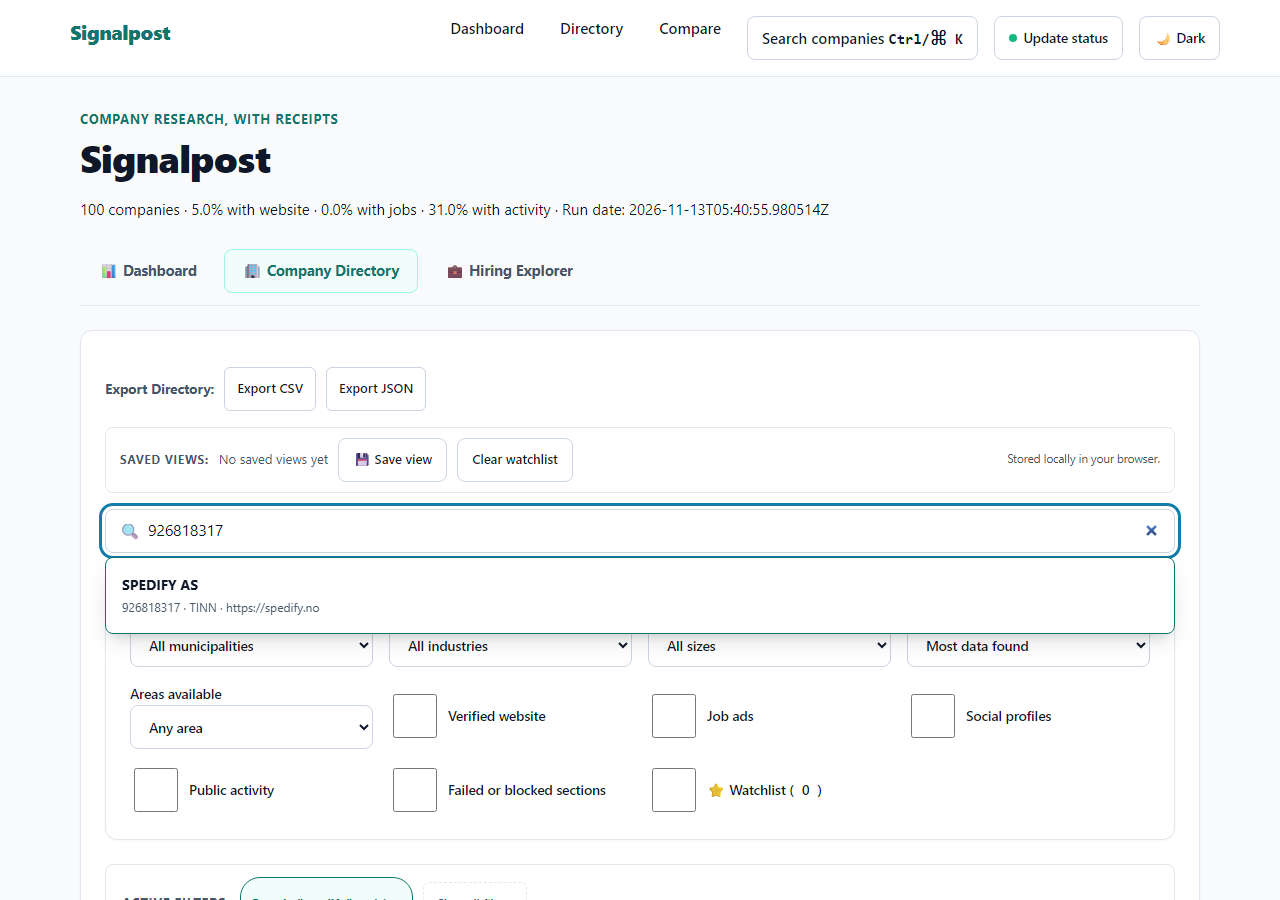 Signalpost
Dashboard
Directory
Compare
Search companies Ctrl/⌘ K
Update status
Dark
COMPANY RESEARCH, WITH RECEIPTS
Signalpost
100 companies · 5.0% with website · 0.0% with jobs · 31.0% with activity · Run date: 2026-11-13T05:40:55.980514Z
Dashboard
Company Directory
Hiring Explorer
Export Directory:
Export CSV
Export JSON
SAVED VIEWS:
No saved views yet
Save view
Clear watchlist
Stored locally in your browser.
926818317
SPEDIFY AS
926818317 · TINN · https://spedify.no
All municipalities
All industries
All sizes
Most data found
Areas available
Any area
Verified website
Job ads
Social profiles
Public activity
Failed or blocked sections
Watchlist ( 0 )